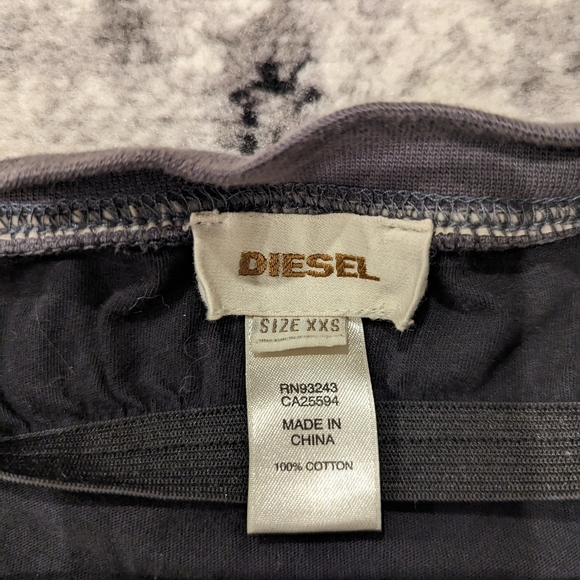 DIESEL
SIZE XXS
RN93243
CA25594
MADE IN
CHINA
100% COTTON